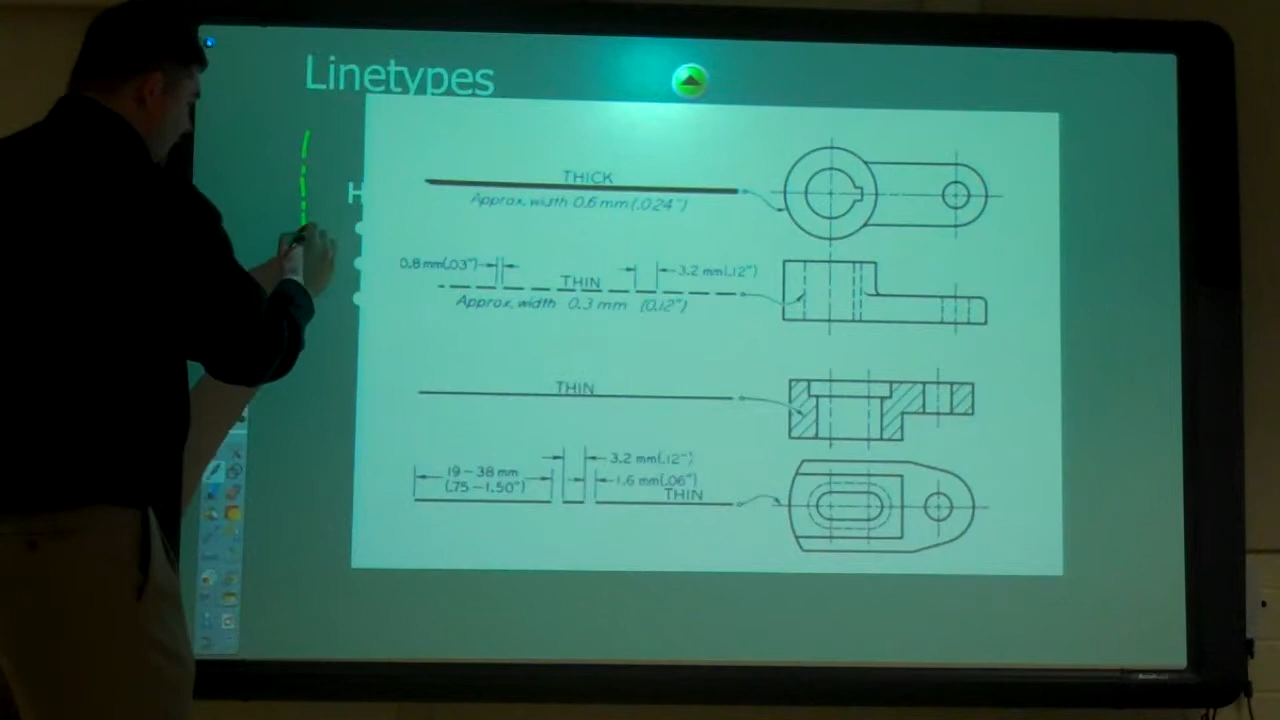 Linetypes
H
THICK
Approx. width 0.6 mm (.024")
0.8 mm(.03") 3.2 mm(.12")
THIN
Approx. width 0.3 mm (0.12")
THIN
3.2 mm(.12")
19-38 mm
(.75-1.50")
1.6 mm(.06")
THIN